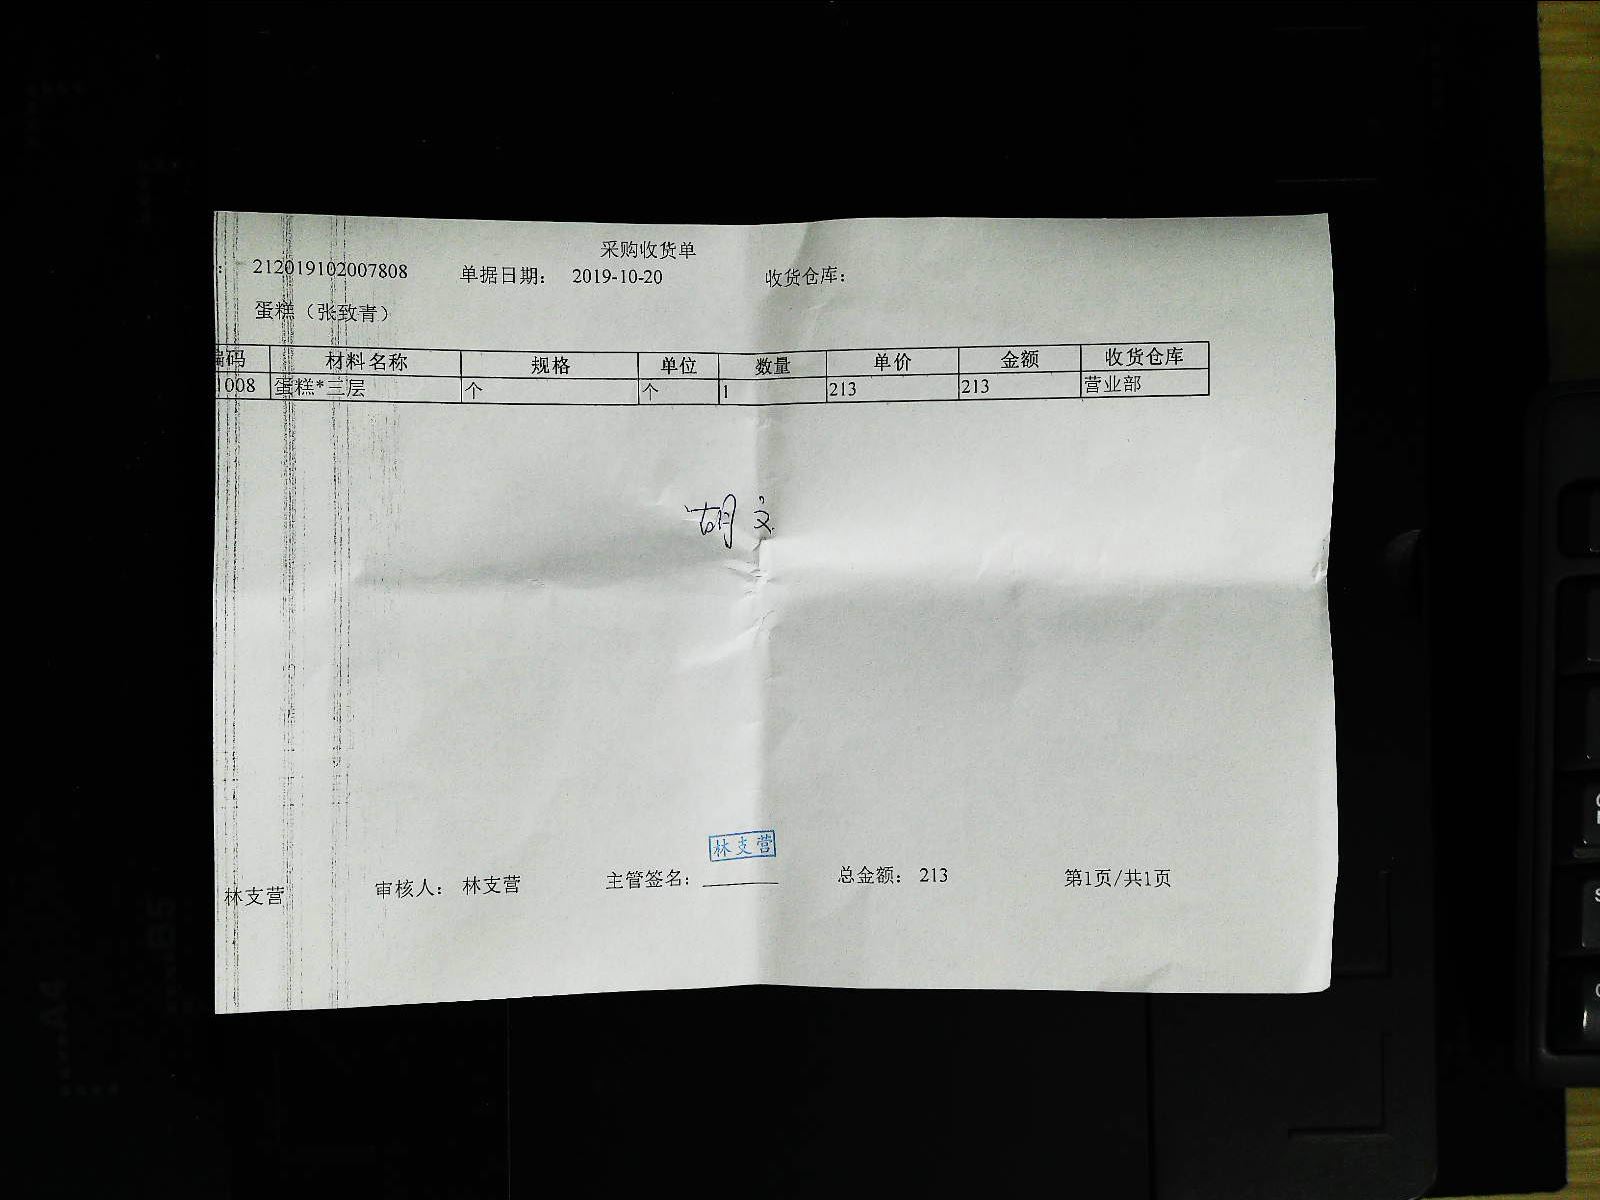 采购收货单
: 212019102007808 单据日期: 2019-10-20 收货仓库:
蛋糕（张致青）
编码 材料名称 规格 单位 数量 单价 金额 收货仓库
1008 蛋糕*三层 个 个 1 213 213 营业部
胡文
林支营
林支营 审核人: 林支营 主管签名: 总金额: 213 第1页/共1页